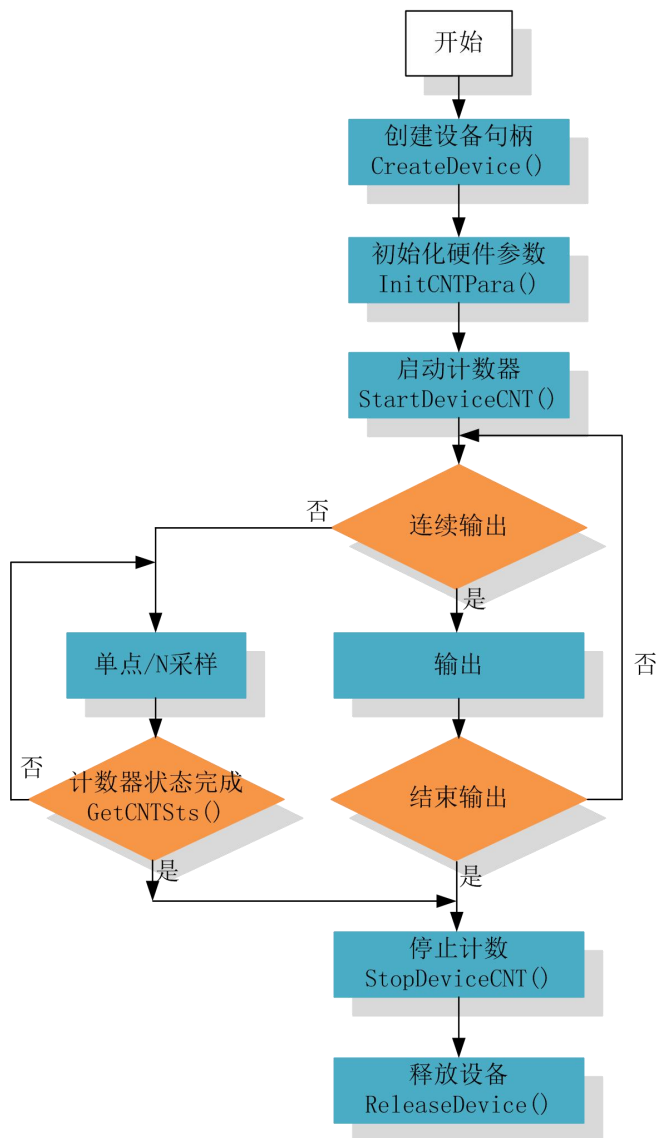 开始
创建设备句柄
CreateDevice()
初始化硬件参数
InitCNTPara()
启动计数器
StartDeviceCNT()
否
连续输出
是
单点/N采样
输出
否
否
计数器状态完成
GetCNTSts()
结束输出
是
是
停止计数
StopDeviceCNT()
释放设备
ReleaseDevice()